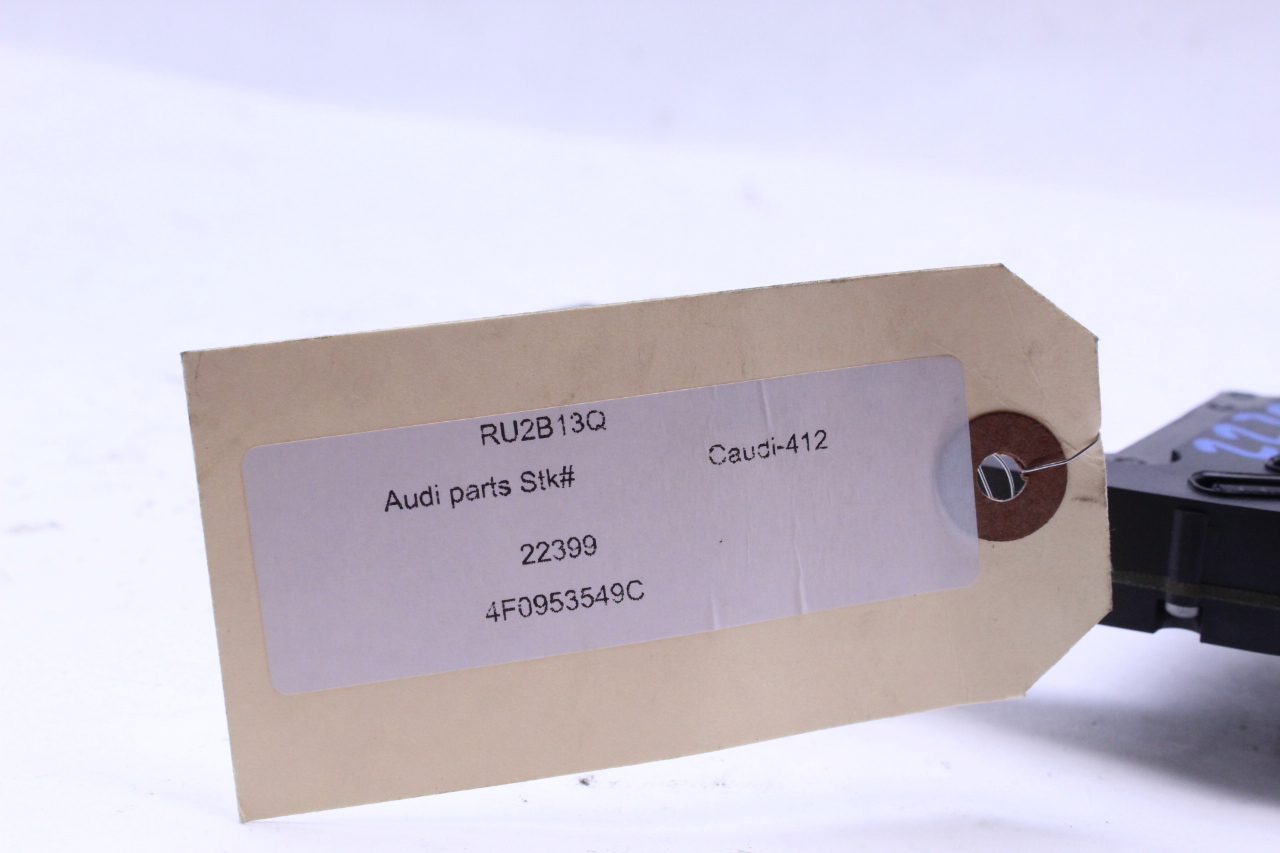 RU2B13Q
Caudi-412
Audi parts Stk#
22399
4F0953549C